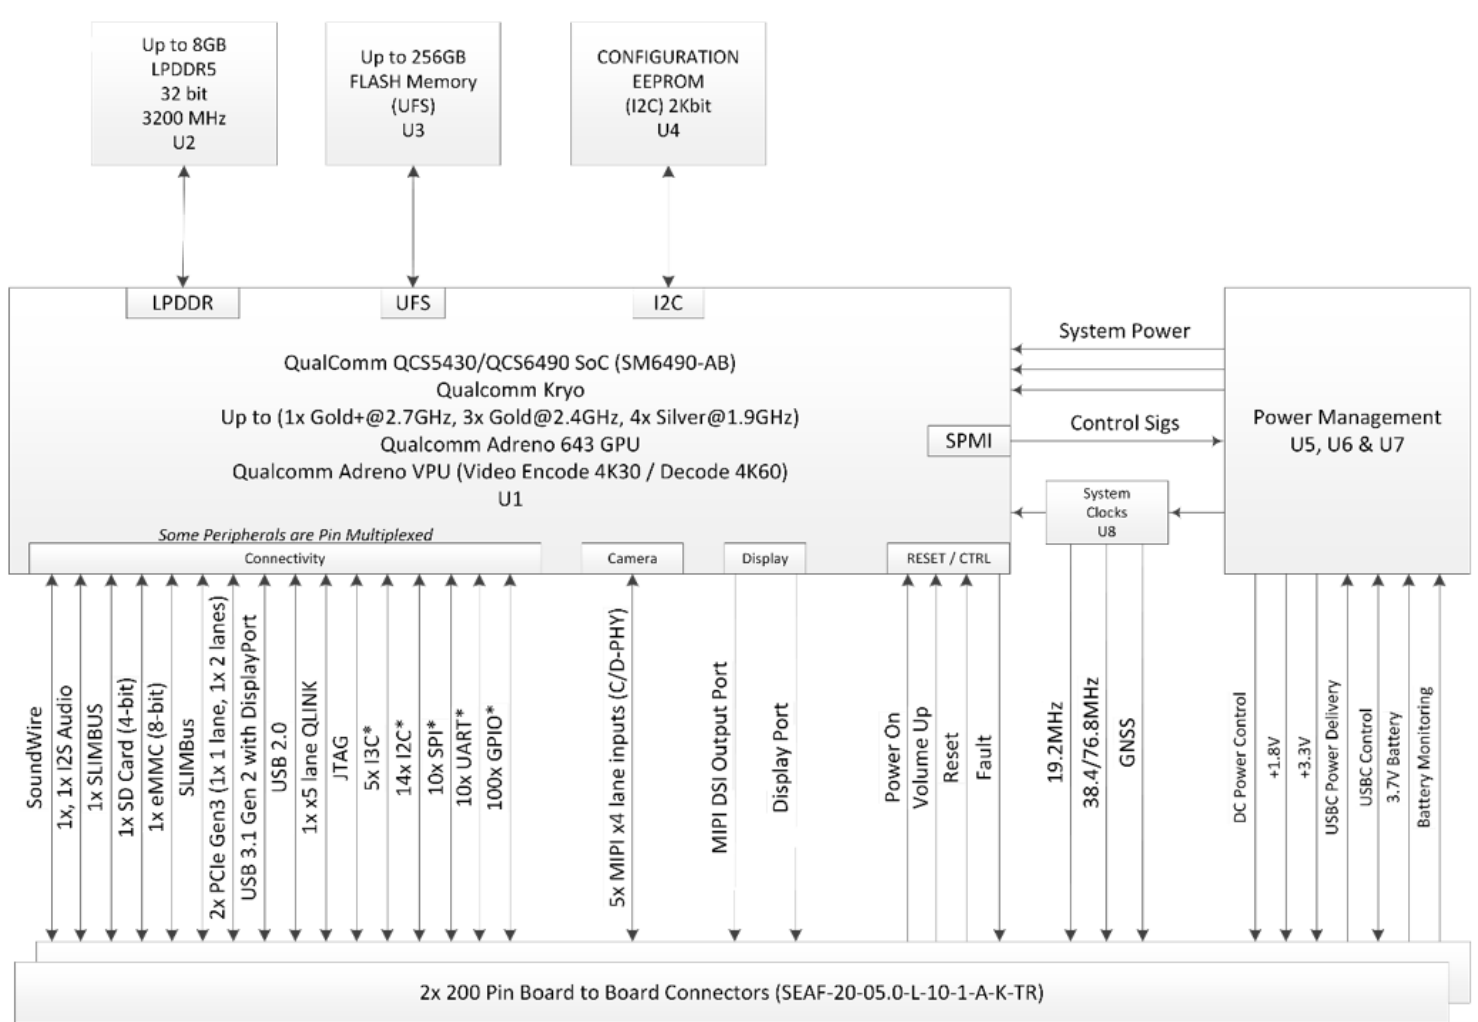 Up to 8GB
LPDDR5
32 bit
3200 MHz
U2
Up to 256GB
FLASH Memory
(UFS)
U3
CONFIGURATION
EEPROM
(I2C) 2Kbit
U4
LPDDR
UFS
I2C
QualComm QCS5430/QCS6490 SoC (SM6490-AB)
Qualcomm Kryo
Up to (1x Gold+@2.7GHz, 3x Gold@2.4GHz, 4x Silver@1.9GHz)
Qualcomm Adreno 643 GPU
Qualcomm Adreno VPU (Video Encode 4K30 / Decode 4K60)
U1
SPMI
System Power
Control Sigs
Power Management
U5, U6 & U7
System
Clocks
U8
Some Peripherals are Pin Multiplexed
Connectivity
Camera
Display
RESET / CTRL
SoundWire
1x, 1x I2S Audio
1x SLIMBUS
1x SD Card (4-bit)
1x eMMC (8-bit)
SLIMBus
2x PCIe Gen3 (1x 1 lane, 1x 2 lanes)
USB 3.1 Gen 2 with DisplayPort
USB 2.0
1x x5 lane QLINK
JTAG
5x I3C*
14x I2C*
10x SPI*
10x UART*
100x GPIO*
5x MIPI x4 lane inputs (C/D-PHY)
MIPI DSI Output Port
Display Port
Power On
Volume Up
Reset
Fault
19.2MHz
38.4/76.8MHz
GNSS
DC Power Control
+1.8V
+3.3V
USBC Power Delivery
USBC Control
3.7V Battery
Battery Monitoring
2x 200 Pin Board to Board Connectors (SEAF-20-05.0-L-10-1-A-K-TR)